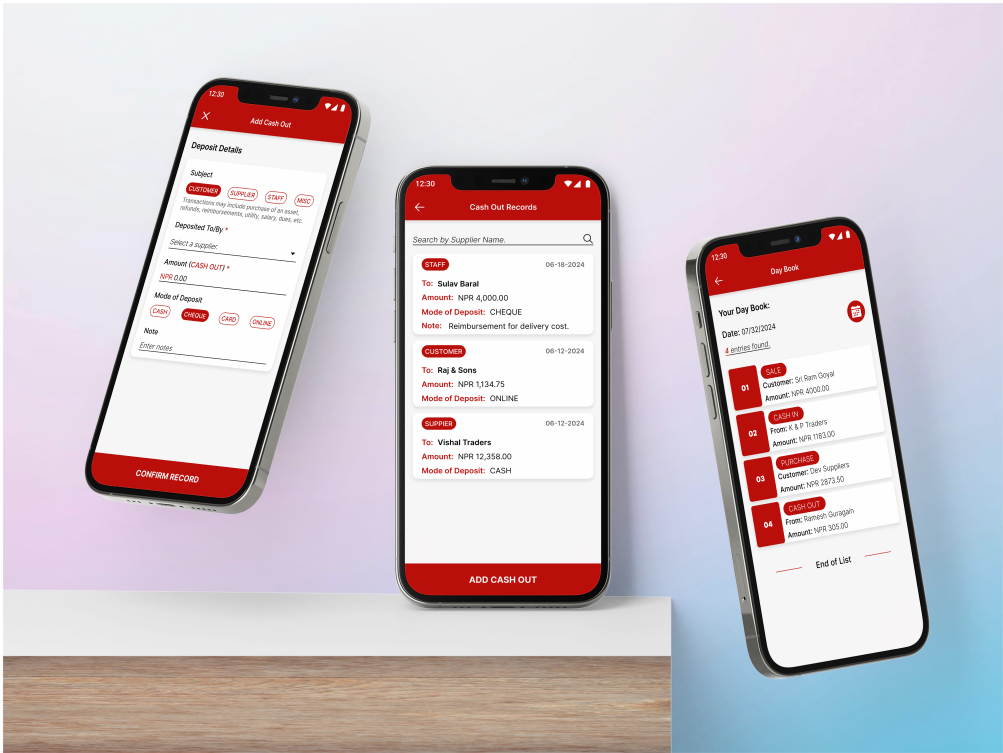 12:30
Add Cash Out
Deposit Details
Subject
CUSTOMER SUPPLIER STAFF MISC
Transactions may include purchase of an asset,
refunds, reimbursements, utility, salary, dues, etc.
Deposited To/By *
Select a supplier.
Amount (CASH OUT) *
NPR 0.00
Mode of Deposit
CASH CHEQUE CARD ONLINE
Note
Enter notes
CONFIRM RECORD
12:30
Cash Out Records
Search by Supplier Name.
STAFF 06-18-2024
To: Sulav Baral
Amount: NPR 4,000.00
Mode of Deposit: CHEQUE
Note: Reimbursement for delivery cost.
CUSTOMER 06-12-2024
To: Raj & Sons
Amount: NPR 1,134.75
Mode of Deposit: ONLINE
SUPPIER 06-12-2024
To: Vishal Traders
Amount: NPR 12,358.00
Mode of Deposit: CASH
ADD CASH OUT
12:30
Day Book
Your Day Book:
Date: 07/32/2024
4 entries found.
01 SALE
Customer: Sri Ram Goyal
Amount: NPR 4000.00
02 CASH IN
From: K & P Traders
Amount: NPR 1183.00
03 PURCHASE
Customer: Dev Suppliers
Amount: NPR 2873.50
04 CASH OUT
From: Ramesh Guragain
Amount: NPR 305.00
End of List